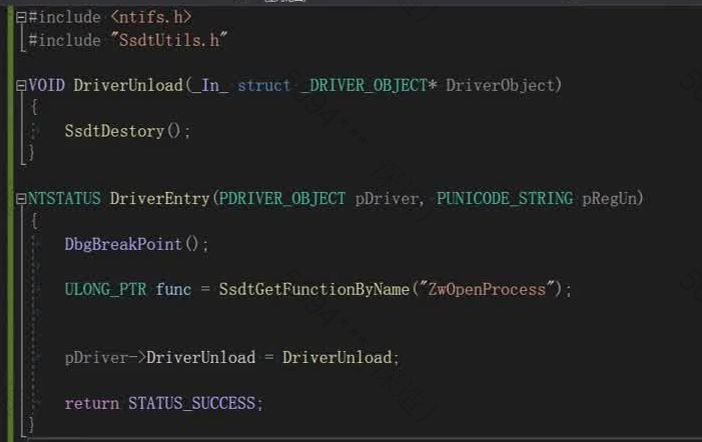 #include <ntifs.h>
#include "SsdtUtils.h"
VOID DriverUnload(_In_ struct _DRIVER_OBJECT* DriverObject)
{
SsdtDestory();
}
NTSTATUS DriverEntry(PDRIVER_OBJECT pDriver, PUNICODE_STRING pRegUn)
{
DbgBreakPoint();
ULONG_PTR func = SsdtGetFunctionByName("ZwOpenProcess");
pDriver->DriverUnload = DriverUnload;
return STATUS_SUCCESS;
}